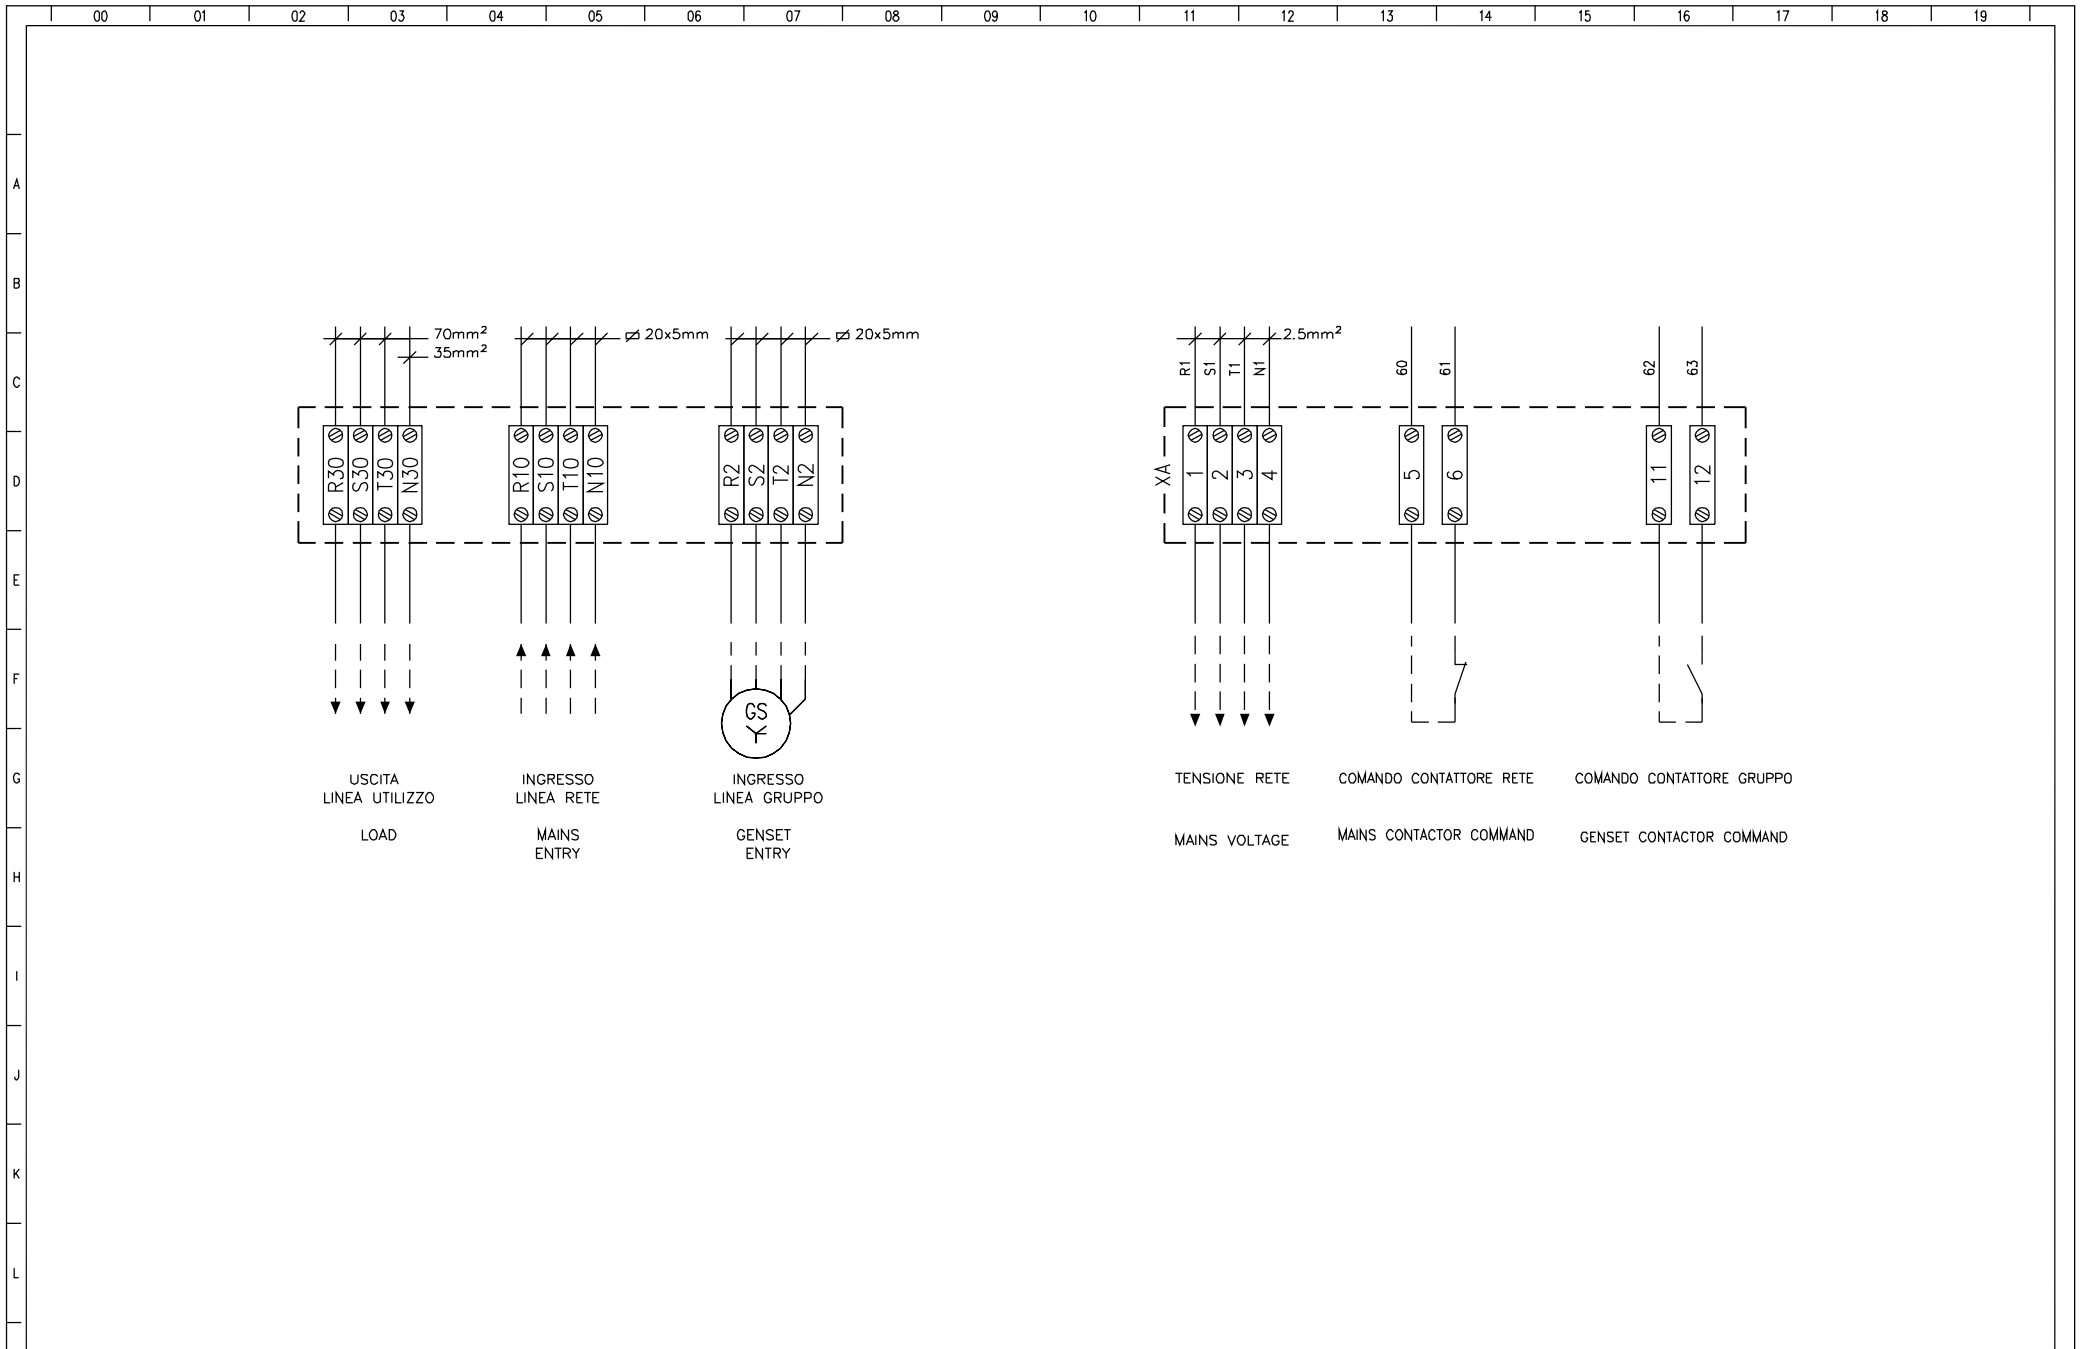 00 01 02 03 04 05 06 07 08 09 10 11 12 13 14 15 16 17 18 19
A
B
C
D
E
F
G
H
I
J
K
L
70mm²
35mm²
20x5mm
20x5mm
R30 S30 T30 N30
R10 S10 T10 N10
R2 S2 T2 N2
GS
USCITA
LINEA UTILIZZO
LOAD
INGRESSO
LINEA RETE
MAINS
ENTRY
INGRESSO
LINEA GRUPPO
GENSET
ENTRY
2.5mm²
R1 S1 T1 N1
60 61
62 63
XA
1 2 3 4
5 6
11 12
TENSIONE RETE
MAINS VOLTAGE
COMANDO CONTATTORE RETE
MAINS CONTACTOR COMMAND
COMANDO CONTATTORE GRUPPO
GENSET CONTACTOR COMMAND